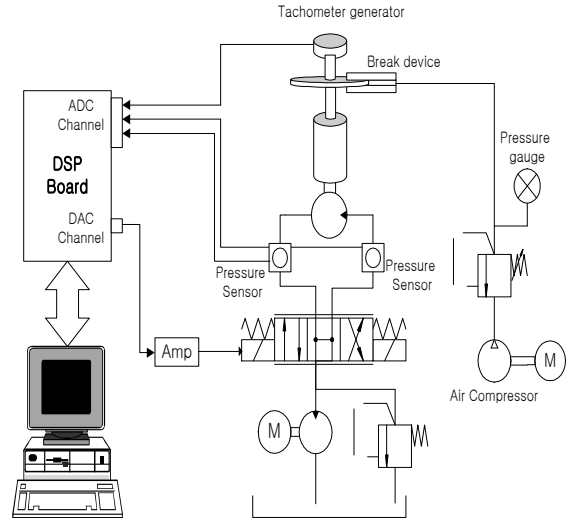 Tachometer generator
Break device
ADC
Channel
DSP
Board
DAC
Channel
Pressure
gauge
Pressure
Sensor
Pressure
Sensor
Amp
M
Air Compressor
M